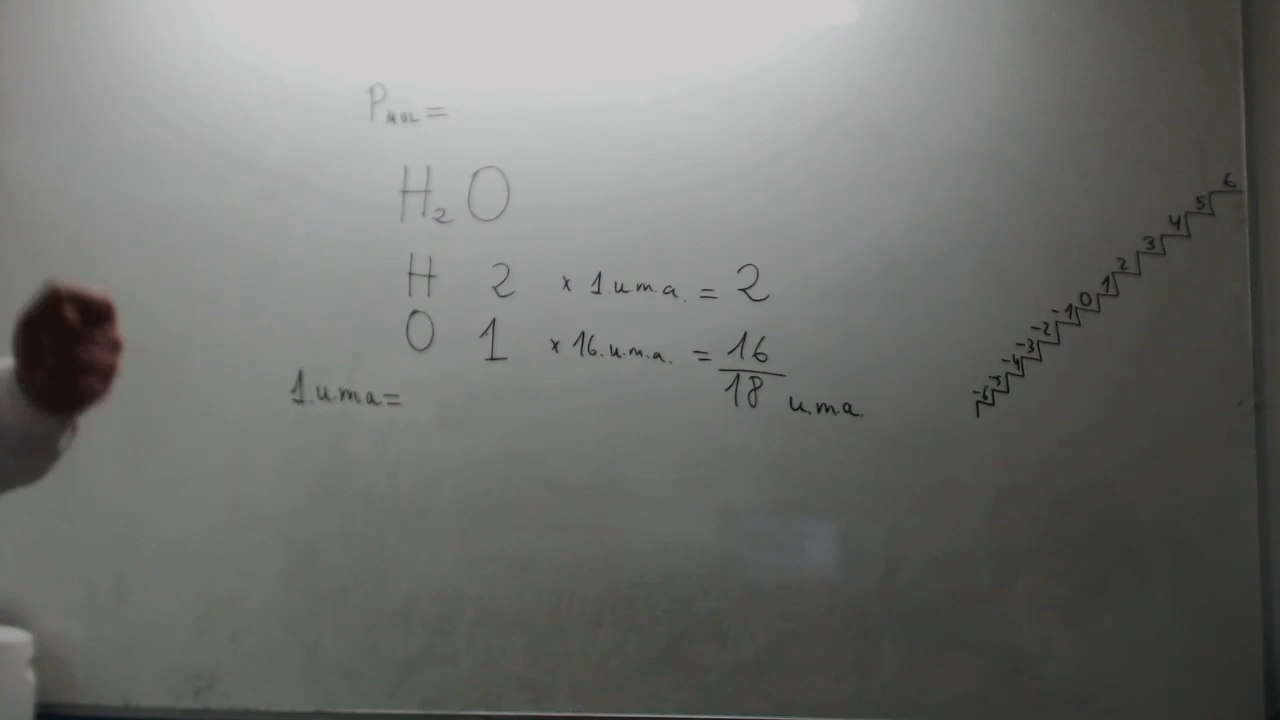 P MOL =
H₂O
H 2 x 1 u.m.a. = 2
O 1 x 16. u.m.a. = 16
18 u.m.a.
1.u.m.a =
6
5
4
3
2
1
0
-1
-2
-3
-4
-5
-6